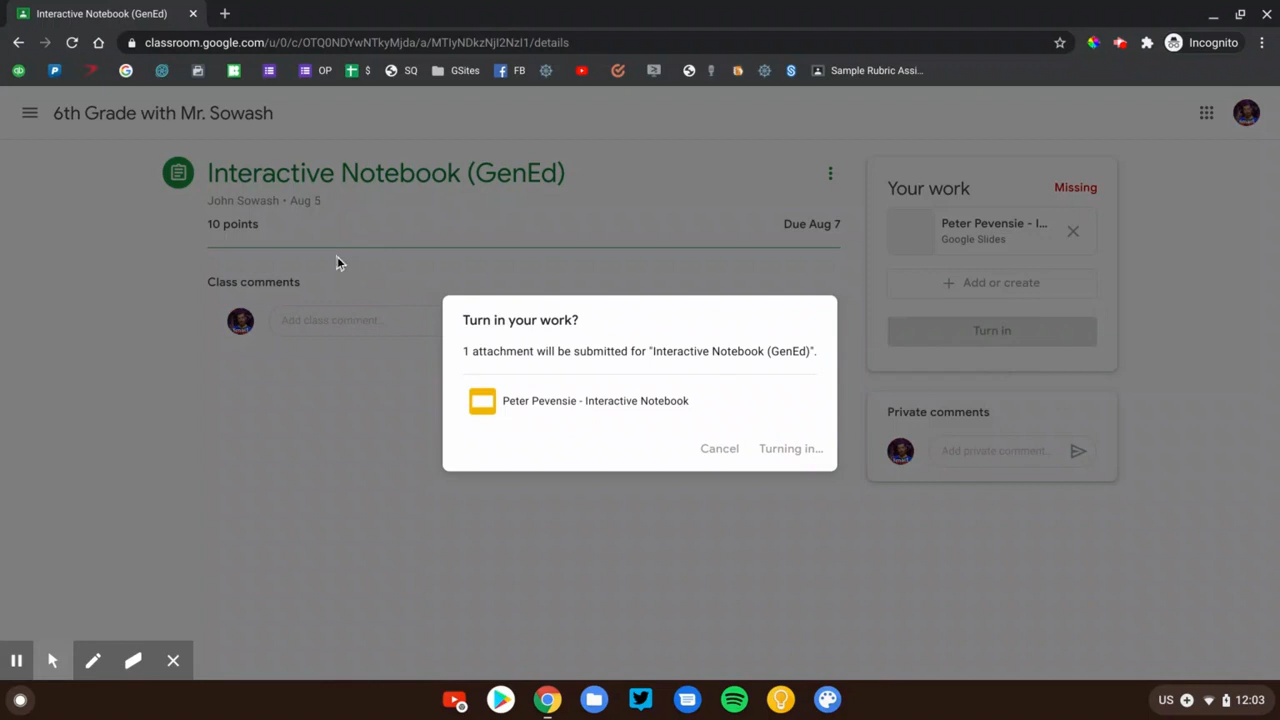 Interactive Notebook (GenEd)
classroom.google.com/u/0/c/OTQ0NDYwNTkyMjda/a/MTIyNDkzNjI2NzI1/details
Incognito
OP
$
SQ
GSites
FB
Sample Rubric Assi...
6th Grade with Mr. Sowash
Interactive Notebook (GenEd)
John Sowash • Aug 5
10 points
Due Aug 7
Class comments
Add class comment...
Your work
Missing
Peter Pevensie - I...
Google Slides
Add or create
Turn in
Private comments
Add private comment...
Turn in your work?
1 attachment will be submitted for "Interactive Notebook (GenEd)".
Peter Pevensie - Interactive Notebook
Cancel
Turning in...
US
12:03